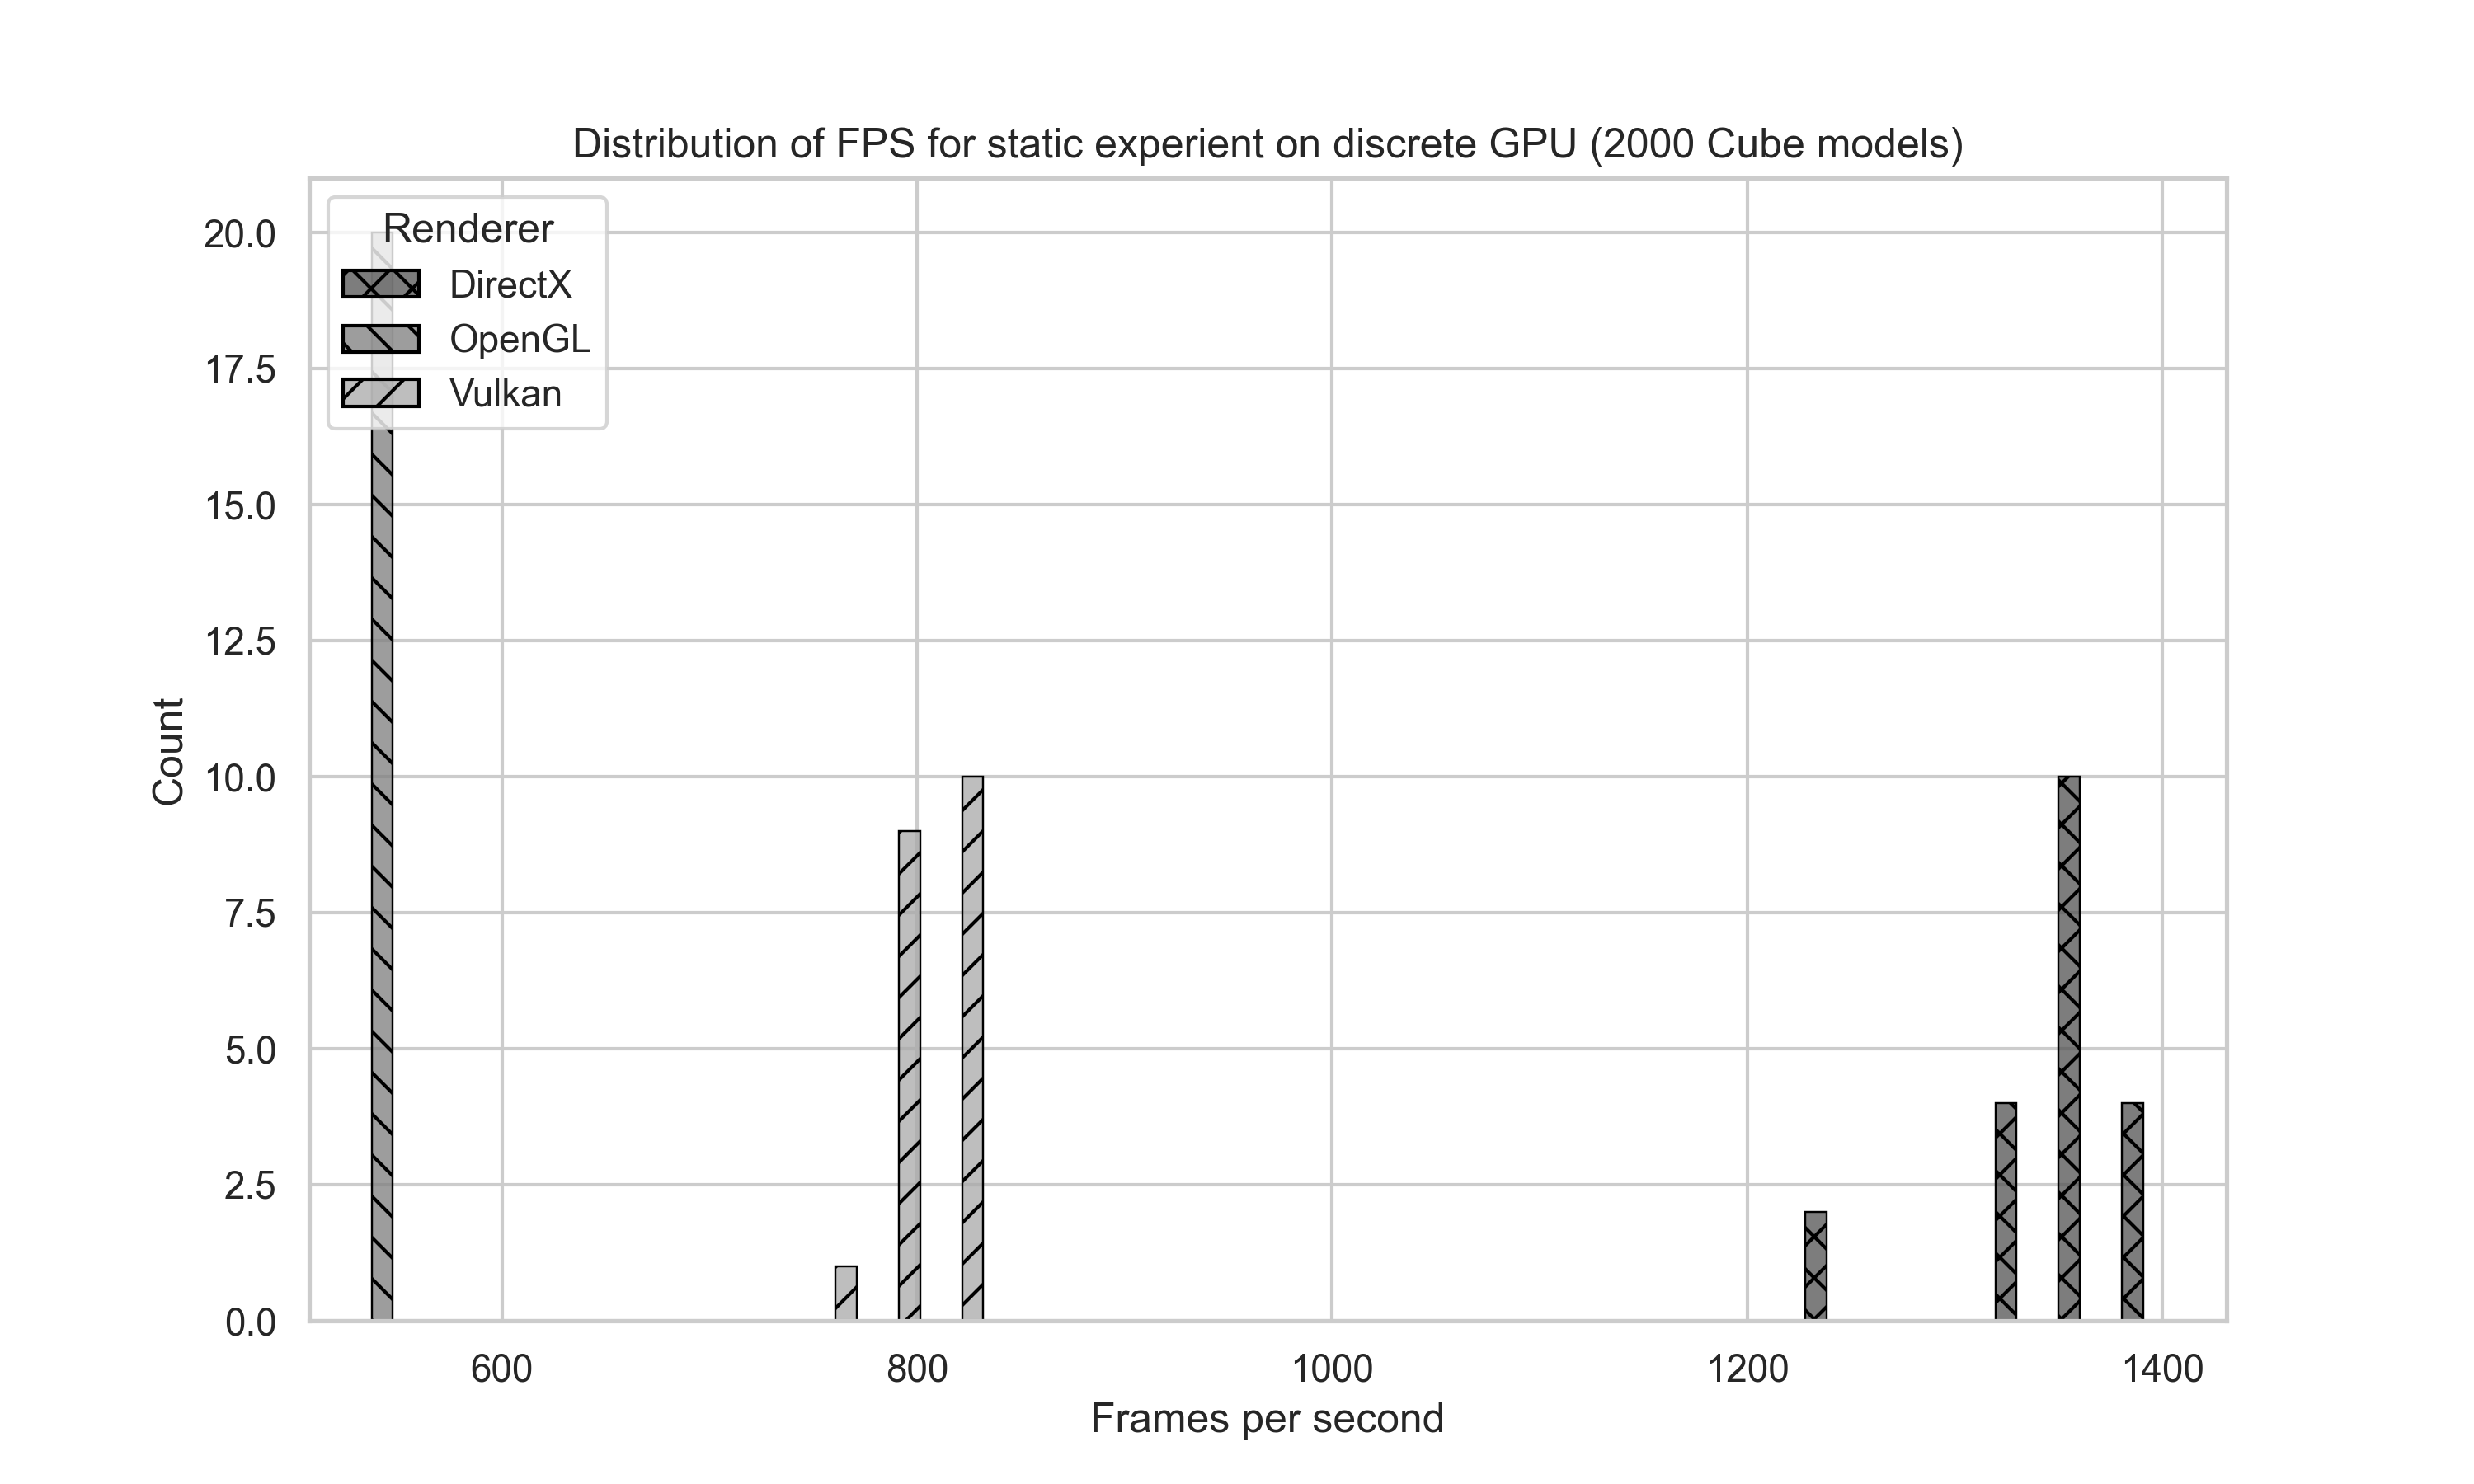 Distribution of FPS for static experient on discrete GPU (2000 Cube models)
Renderer
DirectX
OpenGL
Vulkan
20.0
17.5
15.0
12.5
10.0
7.5
5.0
2.5
0.0
Count
600 800 1000 1200 1400
Frames per second